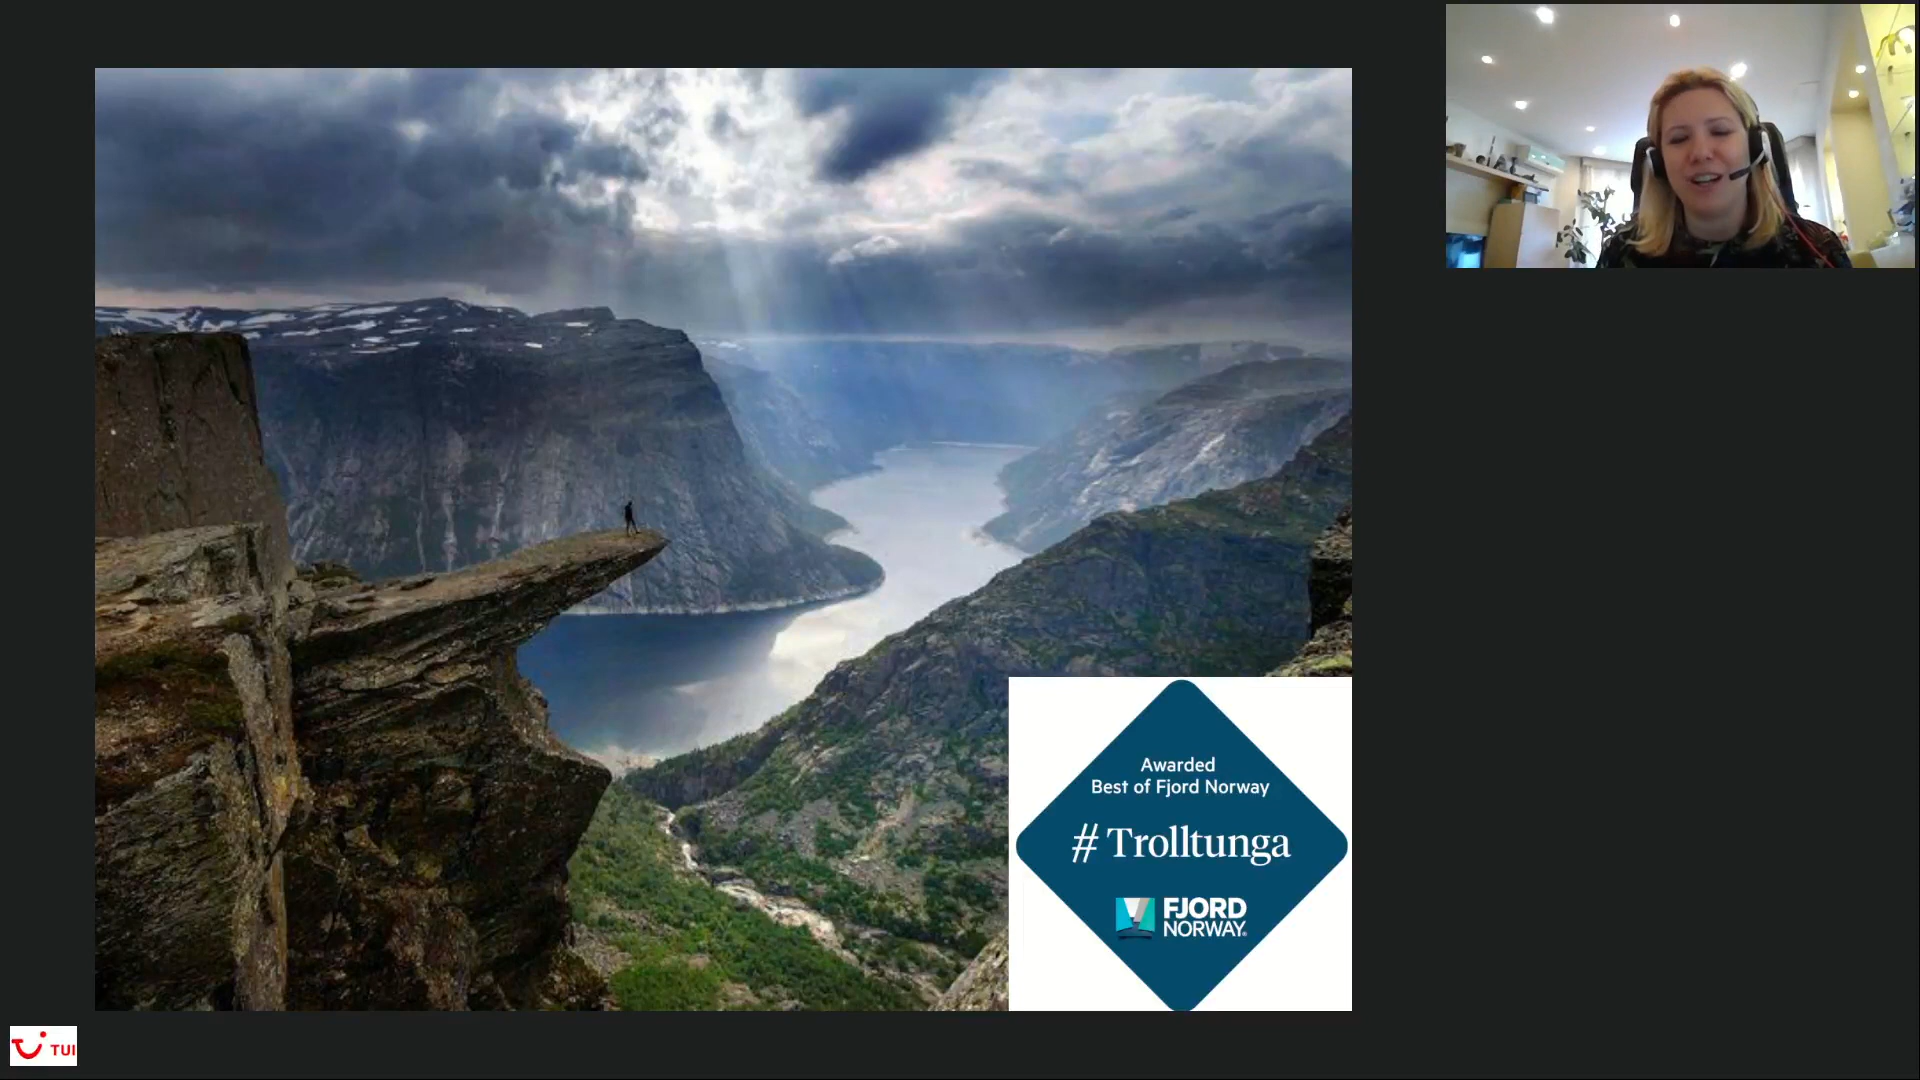 Awarded
Best of Fjord Norway
#Trolltunga
FJORD
NORWAY.
TUI